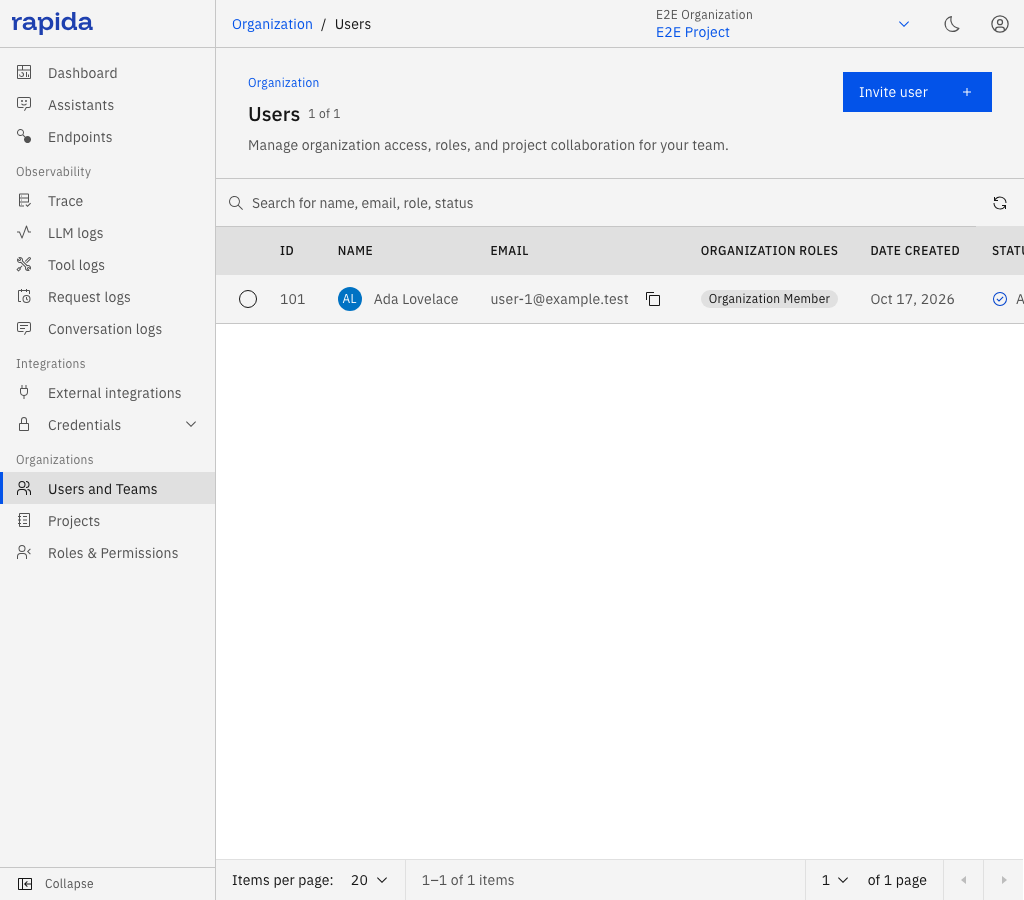 rapida
Organization / Users
E2E Organization
E2E Project
Dashboard
Assistants
Endpoints
Observability
Trace
LLM logs
Tool logs
Request logs
Conversation logs
Integrations
External integrations
Credentials
Organizations
Users and Teams
Projects
Roles & Permissions
Collapse
Organization
Users 1 of 1
Manage organization access, roles, and project collaboration for your team.
Invite user +
Search for name, email, role, status
ID NAME EMAIL ORGANIZATION ROLES DATE CREATED STATU
101 AL Ada Lovelace user-1@example.test Organization Member Oct 17, 2026 A
Items per page: 20 1–1 of 1 items 1 of 1 page